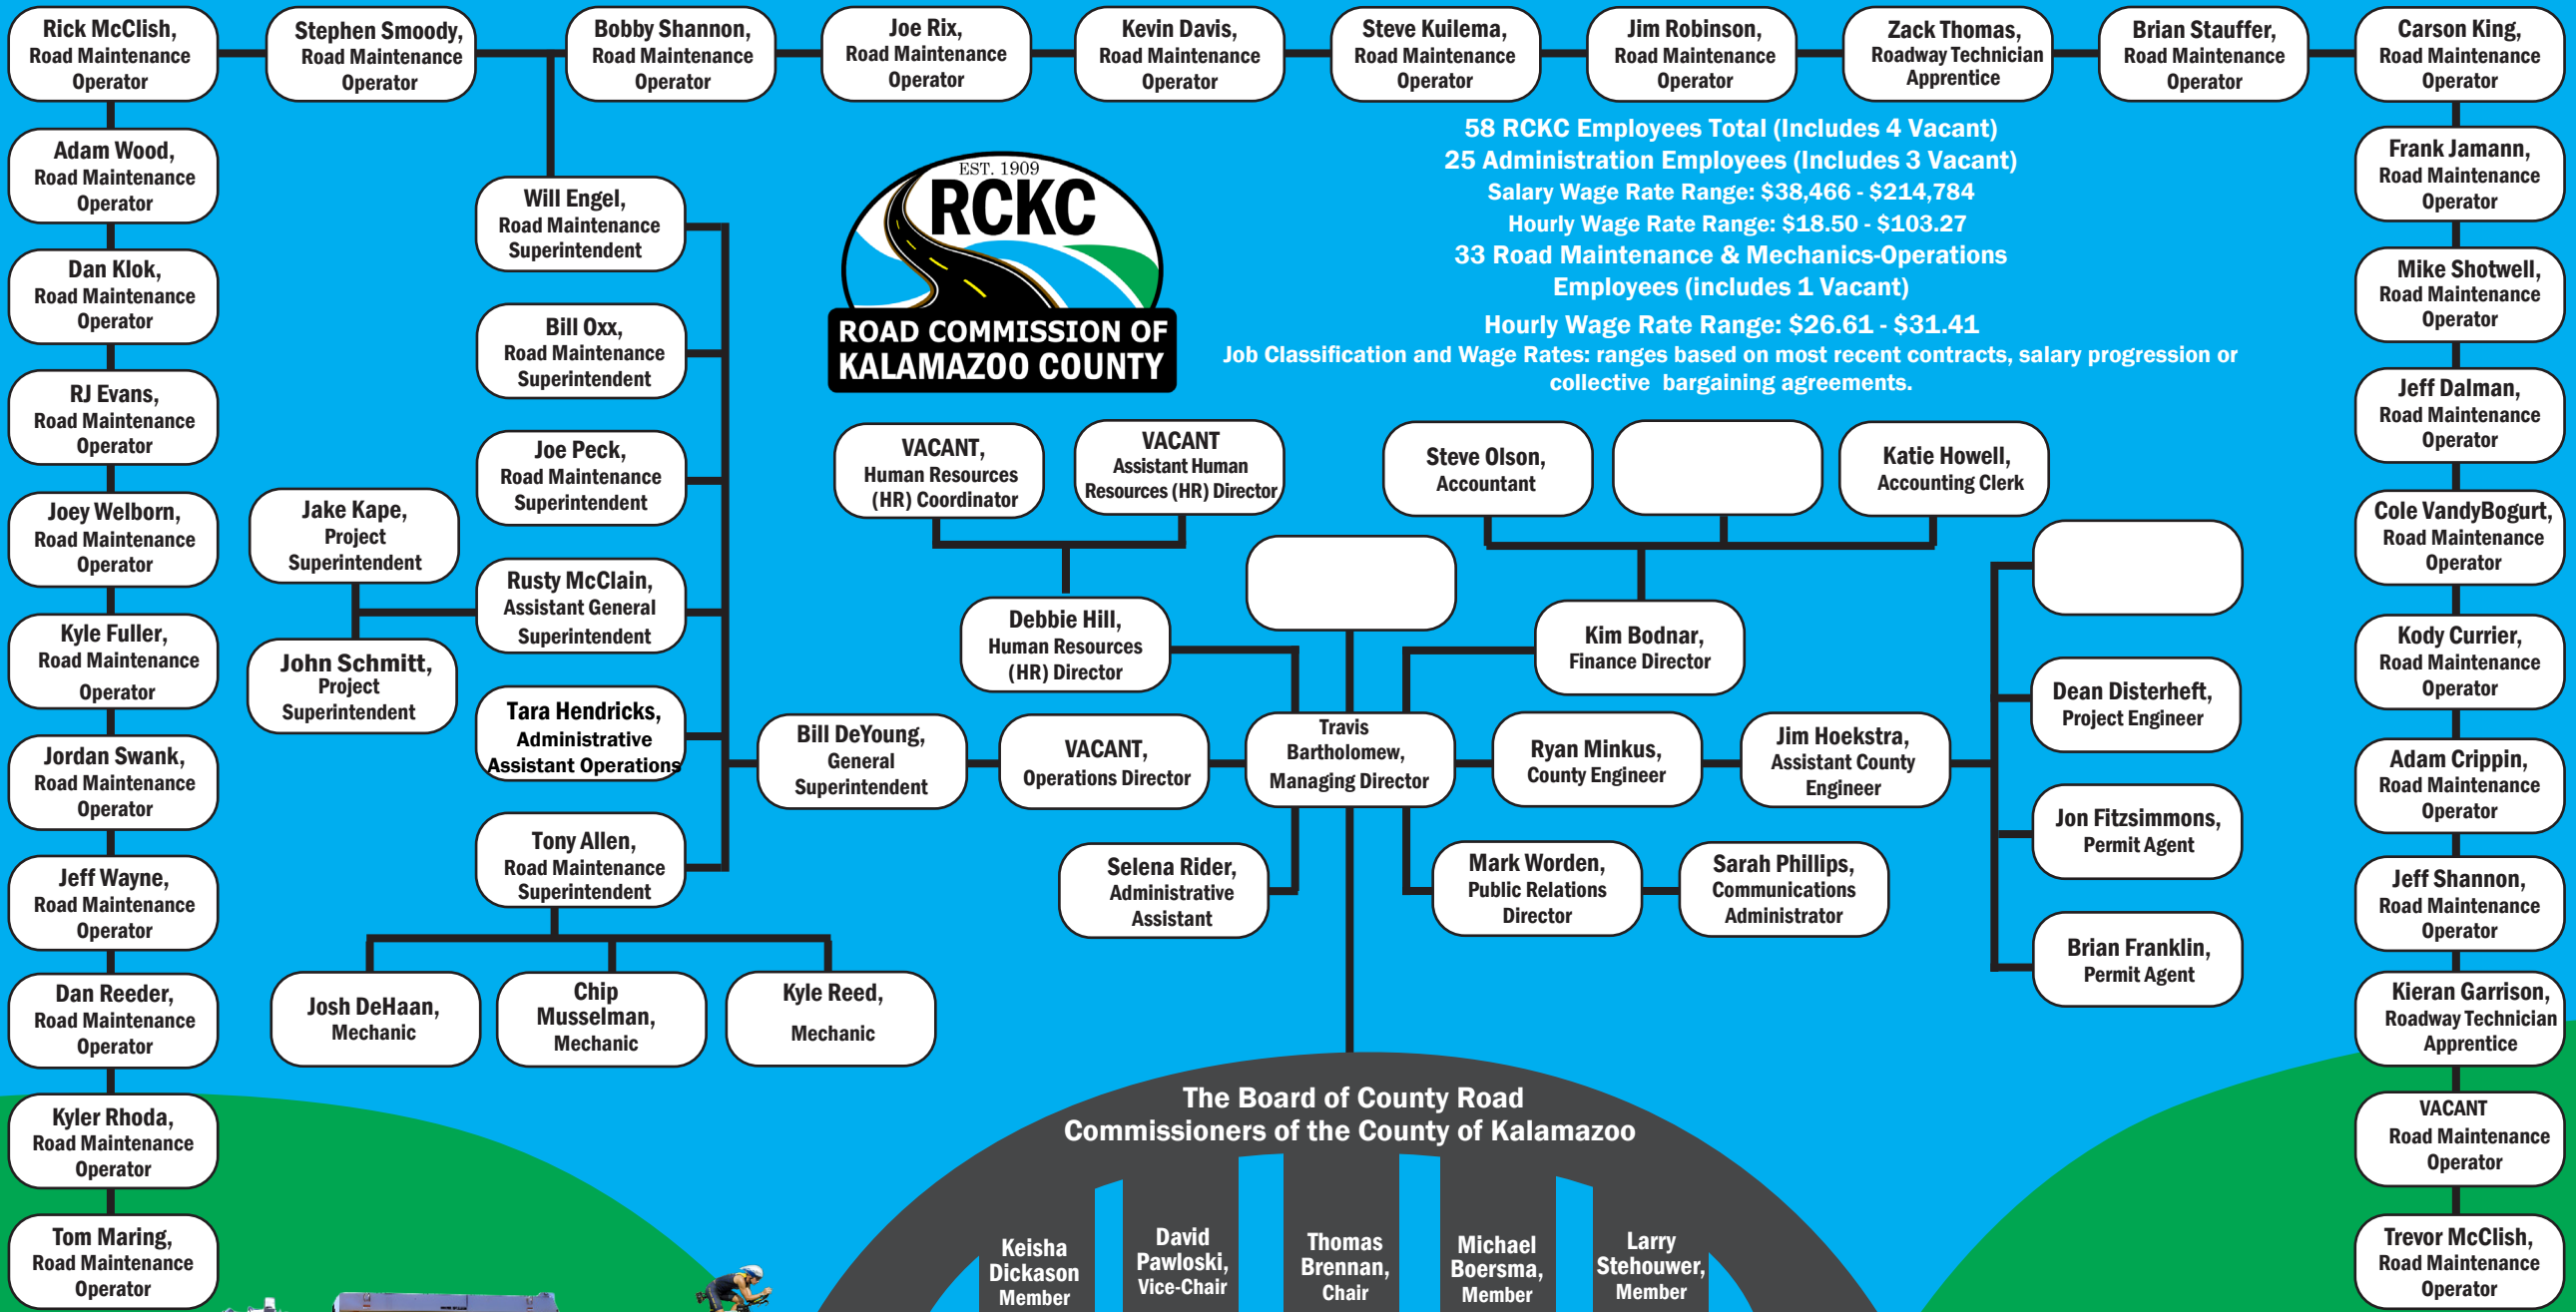 Rick McClish,
Road Maintenance
Operator
Stephen Smoody,
Road Maintenance
Operator
Bobby Shannon,
Road Maintenance
Operator
Joe Rix,
Road Maintenance
Operator
Kevin Davis,
Road Maintenance
Operator
Steve Kuilema,
Road Maintenance
Operator
Jim Robinson,
Road Maintenance
Operator
Zack Thomas,
Roadway Technician
Apprentice
Brian Stauffer,
Road Maintenance
Operator
Carson King,
Road Maintenance
Operator
Adam Wood,
Road Maintenance
Operator
Dan Klok,
Road Maintenance
Operator
RJ Evans,
Road Maintenance
Operator
Joey Welborn,
Road Maintenance
Operator
Kyle Fuller,
Road Maintenance
Operator
Jordan Swank,
Road Maintenance
Operator
Jeff Wayne,
Road Maintenance
Operator
Dan Reeder,
Road Maintenance
Operator
Kyler Rhoda,
Road Maintenance
Operator
Tom Maring,
Road Maintenance
Operator
Jake Kape,
Project
Superintendent
John Schmitt,
Project
Superintendent
Will Engel,
Road Maintenance
Superintendent
Bill Oxx,
Road Maintenance
Superintendent
Joe Peck,
Road Maintenance
Superintendent
Rusty McClain,
Assistant General
Superintendent
Tara Hendricks,
Administrative
Assistant Operations
Tony Allen,
Road Maintenance
Superintendent
Josh DeHaan,
Mechanic
Chip
Musselman,
Mechanic
Kyle Reed,
Mechanic
EST. 1909
RCKC
ROAD COMMISSION OF
KALAMAZOO COUNTY
58 RCKC Employees Total (Includes 4 Vacant)
25 Administration Employees (Includes 3 Vacant)
Salary Wage Rate Range: $38,466 - $214,784
Hourly Wage Rate Range: $18.50 - $103.27
33 Road Maintenance & Mechanics-Operations
Employees (includes 1 Vacant)
Hourly Wage Rate Range: $26.61 - $31.41
Job Classification and Wage Rates: ranges based on most recent contracts, salary progression or
collective bargaining agreements.
VACANT,
Human Resources
(HR) Coordinator
VACANT
Assistant Human
Resources (HR) Director
Steve Olson,
Accountant
Katie Howell,
Accounting Clerk
Debbie Hill,
Human Resources
(HR) Director
Kim Bodnar,
Finance Director
Bill DeYoung,
General
Superintendent
VACANT,
Operations Director
Travis
Bartholomew,
Managing Director
Ryan Minkus,
County Engineer
Jim Hoekstra,
Assistant County
Engineer
Selena Rider,
Administrative
Assistant
Mark Worden,
Public Relations
Director
Sarah Phillips,
Communications
Administrator
Dean Disterheft,
Project Engineer
Jon Fitzsimmons,
Permit Agent
Brian Franklin,
Permit Agent
Frank Jamann,
Road Maintenance
Operator
Mike Shotwell,
Road Maintenance
Operator
Jeff Dalman,
Road Maintenance
Operator
Cole VandyBogurt,
Road Maintenance
Operator
Kody Currier,
Road Maintenance
Operator
Adam Crippin,
Road Maintenance
Operator
Jeff Shannon,
Road Maintenance
Operator
Kieran Garrison,
Roadway Technician
Apprentice
VACANT
Road Maintenance
Operator
Trevor McClish,
Road Maintenance
Operator
The Board of County Road
Commissioners of the County of Kalamazoo
Keisha
Dickason
Member
David
Pawloski,
Vice-Chair
Thomas
Brennan,
Chair
Michael
Boersma,
Member
Larry
Stehouwer,
Member